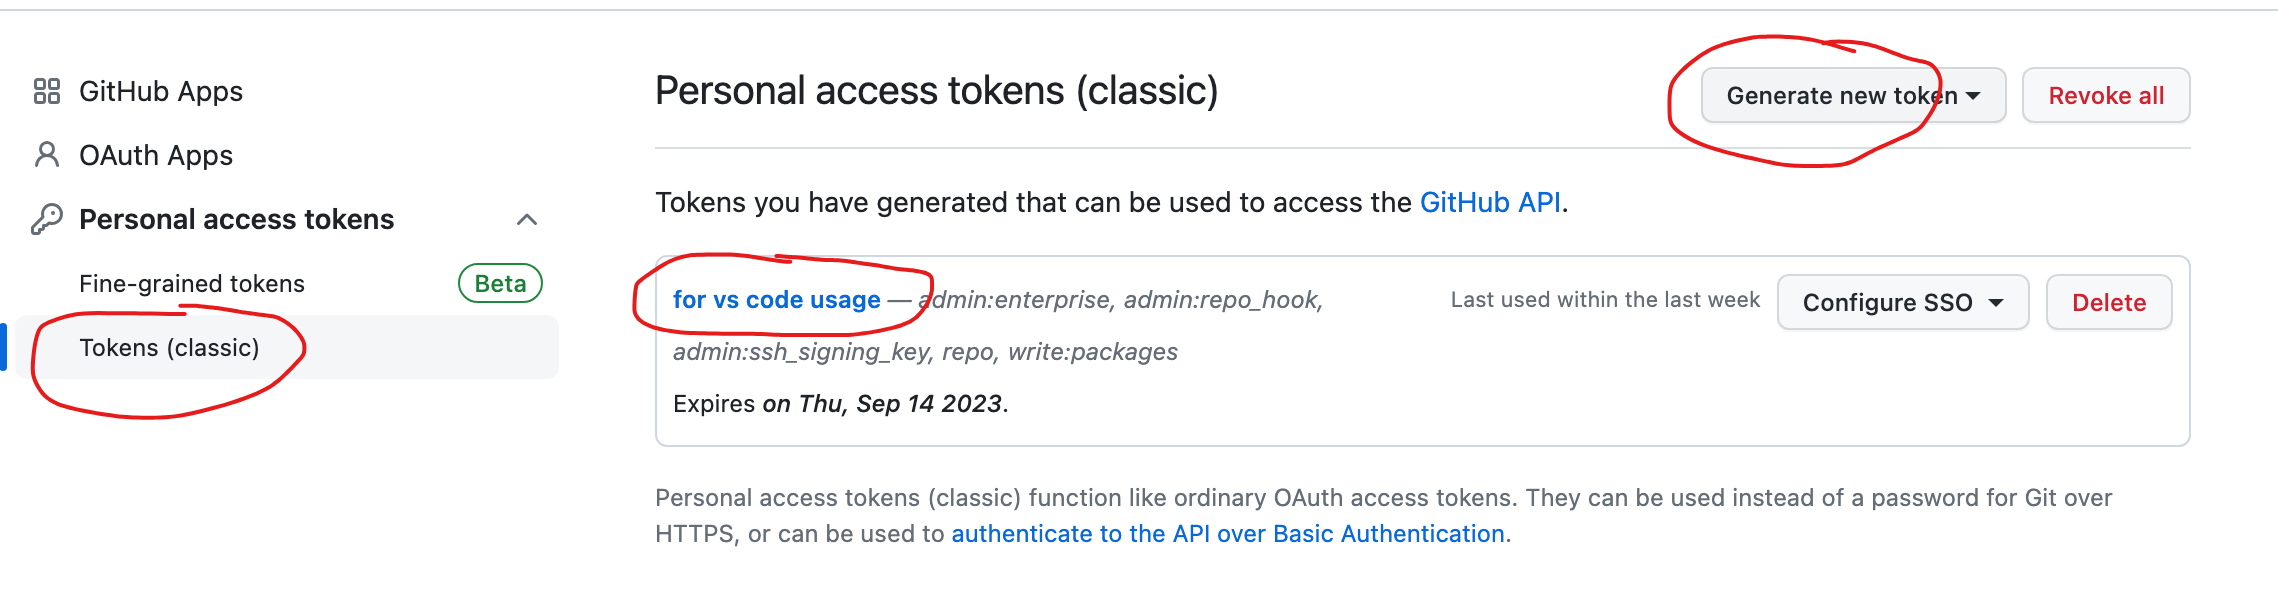 GitHub Apps
OAuth Apps
Personal access tokens
Fine-grained tokens Beta
Tokens (classic)
Personal access tokens (classic) Generate new token Revoke all
Tokens you have generated that can be used to access the GitHub API.
for vs code usage — admin:enterprise, admin:repo_hook, Last used within the last week Configure SSO Delete
admin:ssh_signing_key, repo, write:packages
Expires on Thu, Sep 14 2023.
Personal access tokens (classic) function like ordinary OAuth access tokens. They can be used instead of a password for Git over
HTTPS, or can be used to authenticate to the API over Basic Authentication.